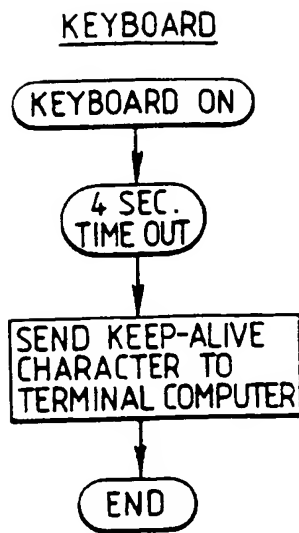 KEYBOARD
KEYBOARD ON
4 SEC.
TIME OUT
SEND KEEP-ALIVE
CHARACTER TO
TERMINAL COMPUTER
END